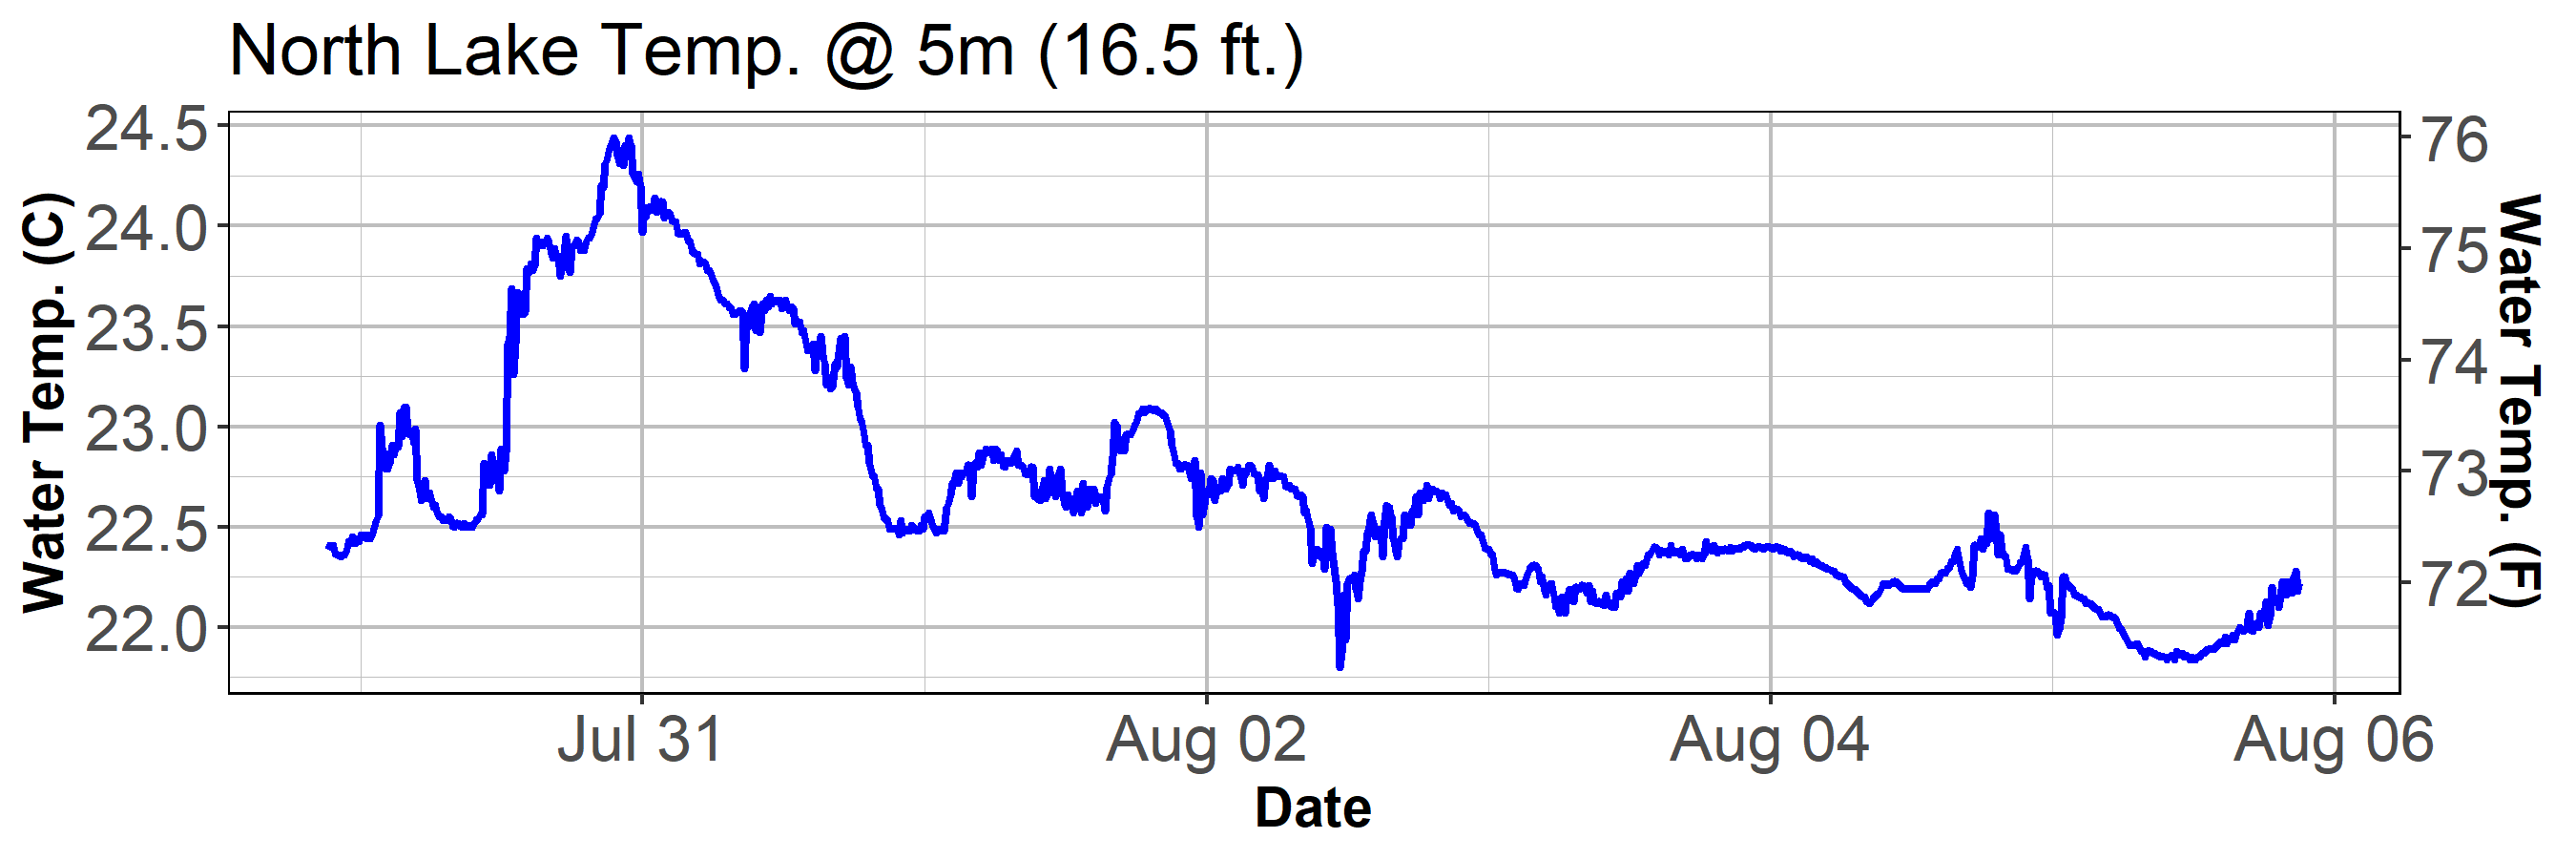 North Lake Temp. @ 5m (16.5 ft.)
Water Temp. (C)
24.5
24.0
23.5
23.0
22.5
22.0
76
75
74
73
72
Water Temp. (F)
Jul 31
Aug 02
Aug 04
Aug 06
Date